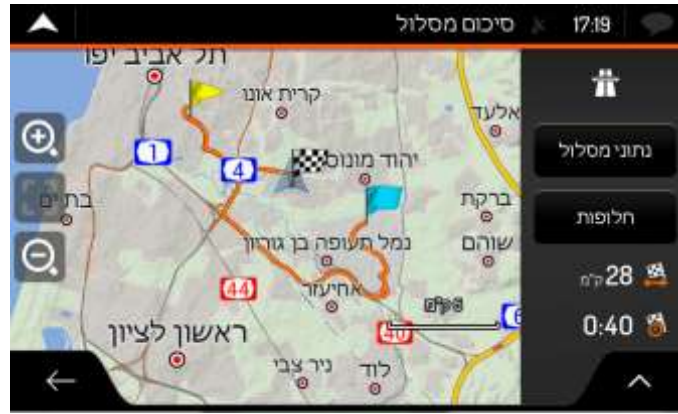 סיכום מסלול
17:19
תל אביב יפו
קרית אונו
אלעד
1
4
יהוד מונוס
נתוני מסלול
בת ים
ברקת
חלופות
נמל תעופה בן גוריון
שוהם
44
אחיעזר
28 ק"מ
40
6
0:40
ראשון לציון
ניר צבי
לוד